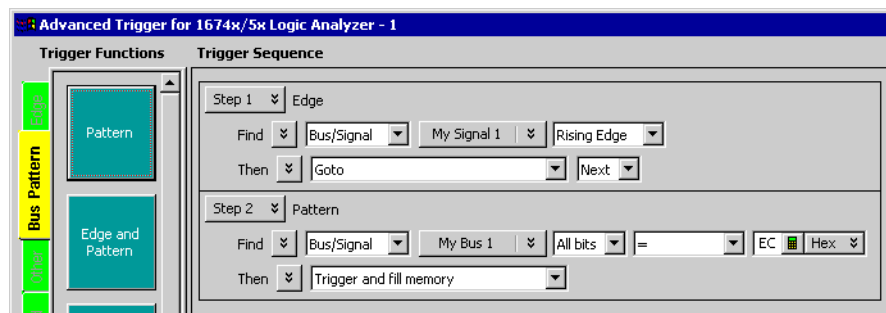 Advanced Trigger for 1674x/5x Logic Analyzer - 1
Trigger Functions Trigger Sequence
Edge
Bus Pattern
Other
Pattern
Edge and
Pattern
Step 1 Edge
Find Bus/Signal My Signal 1 Rising Edge
Then Goto Next
Step 2 Pattern
Find Bus/Signal My Bus 1 All bits = EC Hex
Then Trigger and fill memory